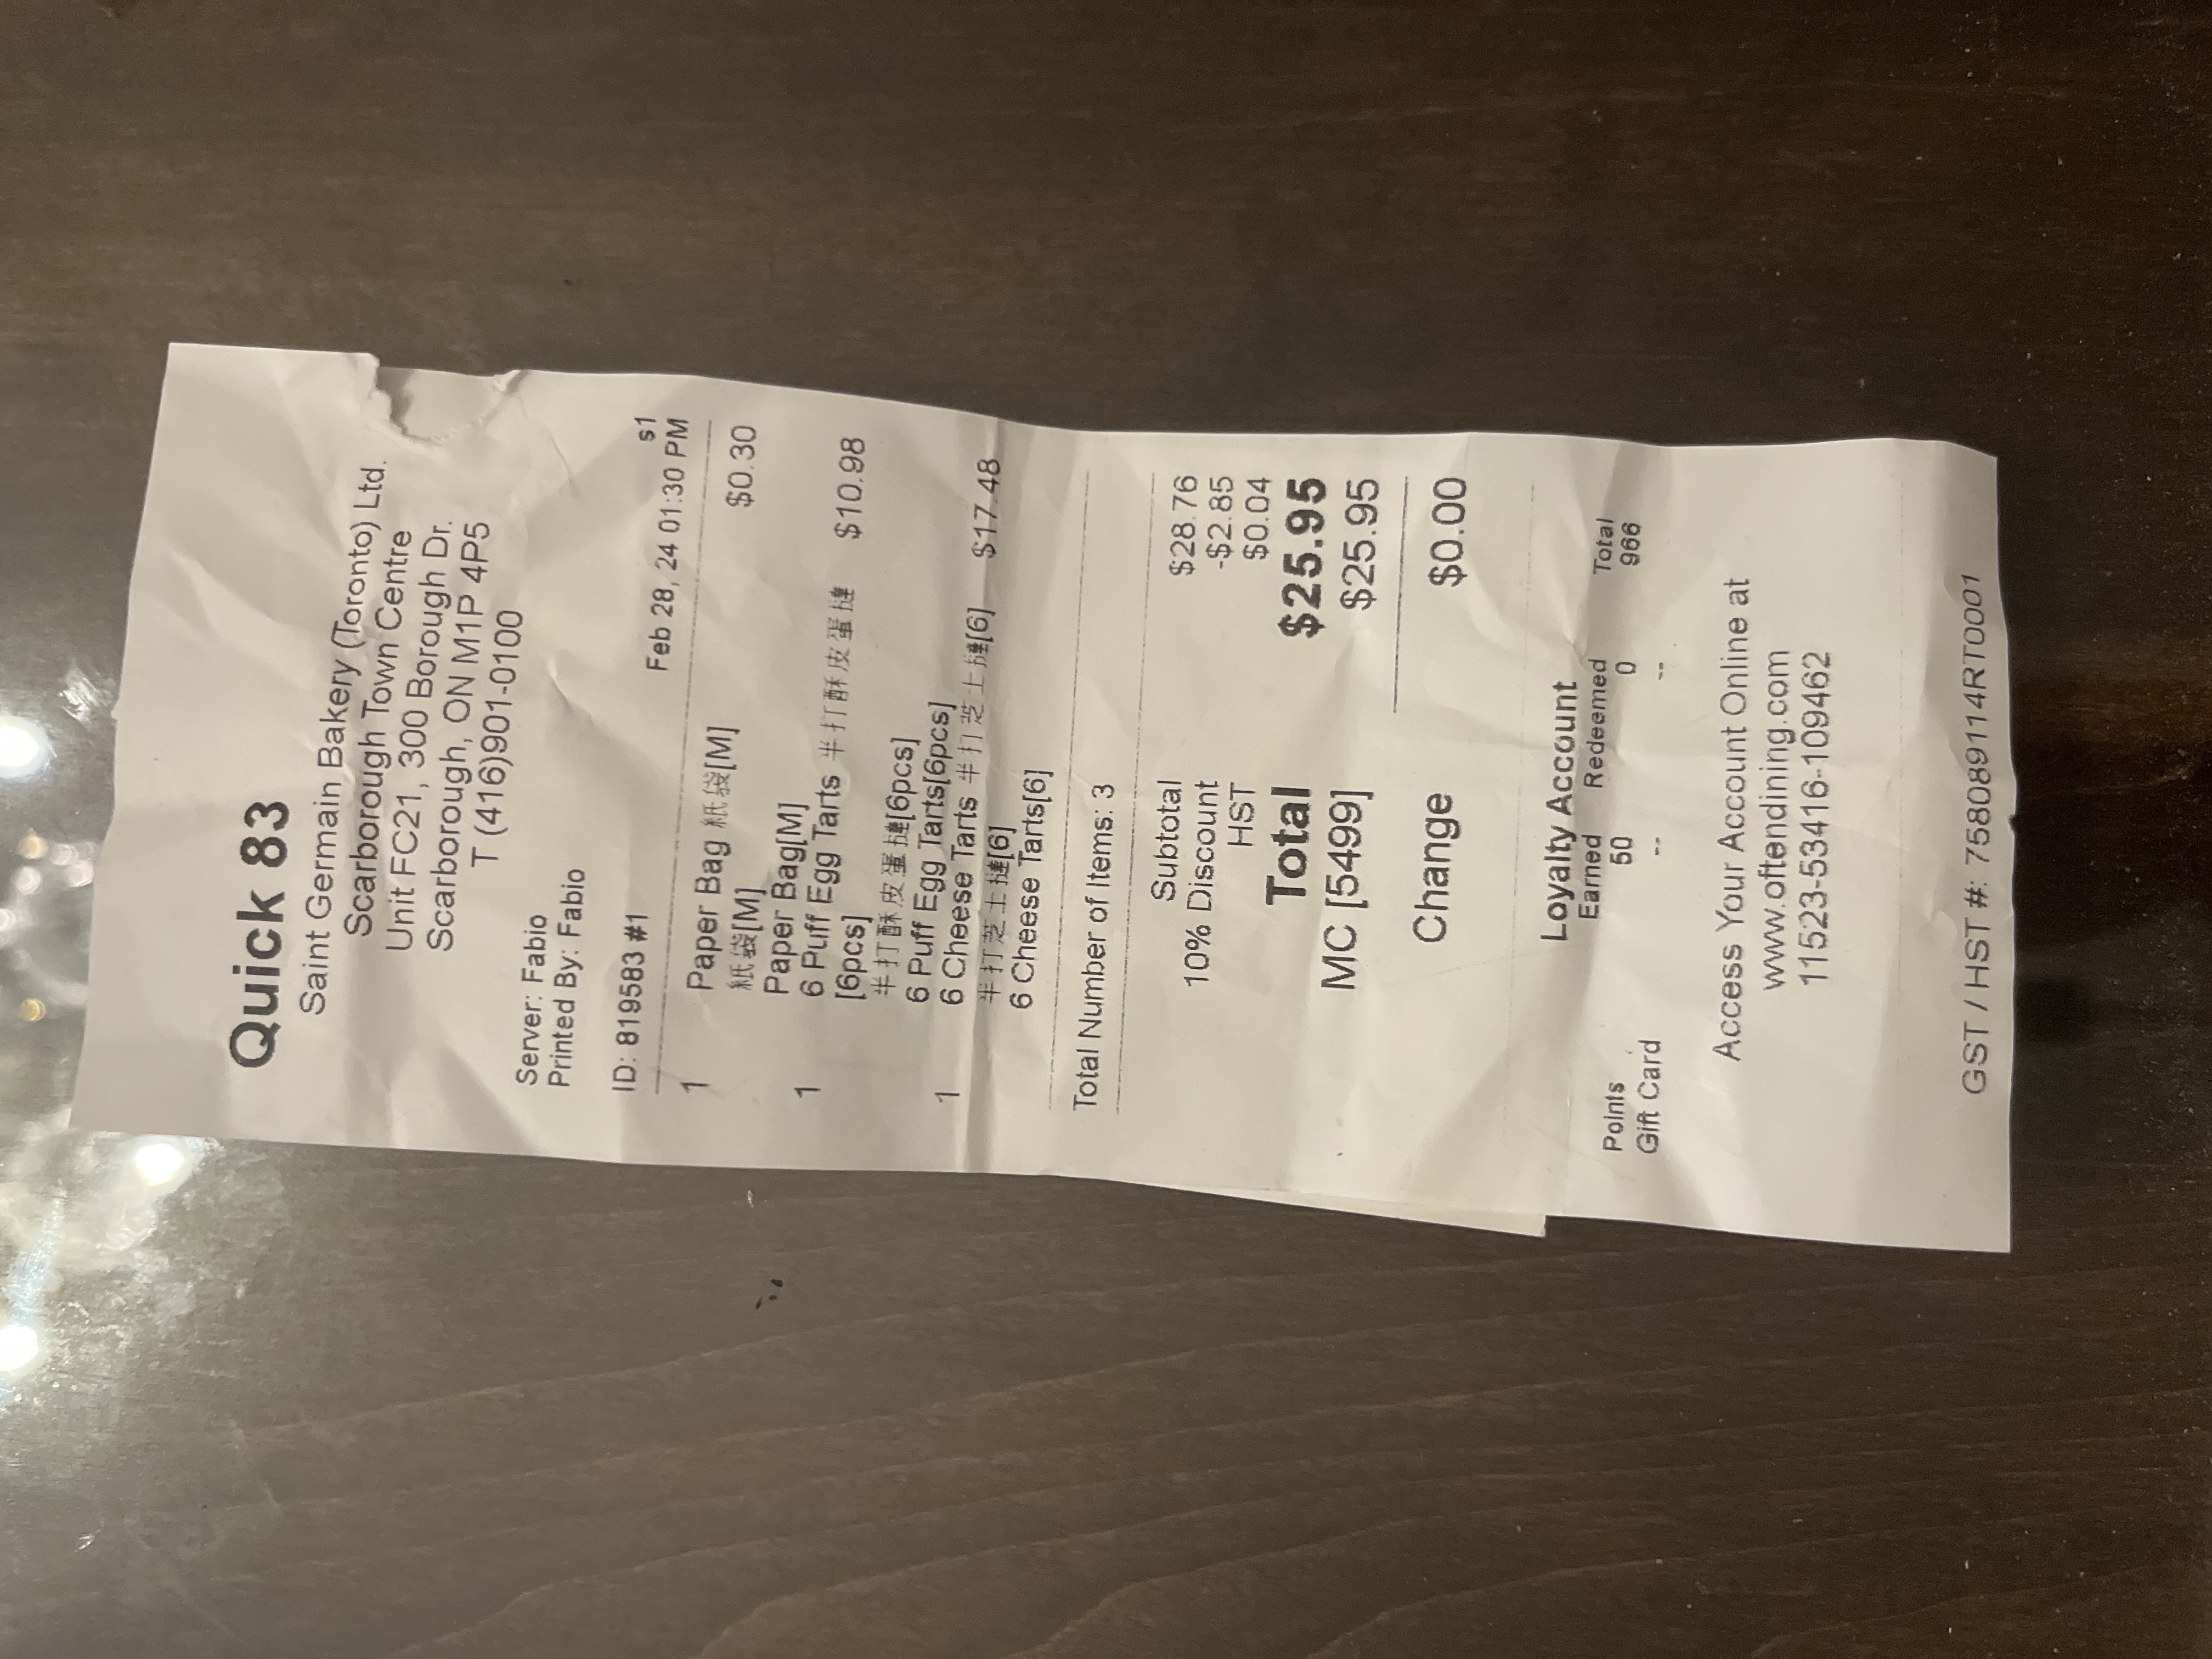 Quick 83
Saint Germain Bakery (Toronto) Ltd.
Scarborough Town Centre
Unit FC21, 300 Borough Dr.
Scarborough, ON M1P 4P5
T (416)901-0100
Server: Fabio
Printed By: Fabio
s1
ID: 819583 #1 Feb 28, 24 01:30 PM
1 Paper Bag 紙袋[M] $0.30
紙袋[M]
Paper Bag[M]
1 6 Puff Egg Tarts 半打酥皮蛋撻 $10.98
[6pcs]
半打酥皮蛋撻[6pcs]
6 Puff Egg Tarts[6pcs]
1 6 Cheese Tarts 半打芝士撻[6] $17.48
半打芝士撻[6]
6 Cheese Tarts[6]
Total Number of Items: 3
Subtotal $28.76
10% Discount -$2.85
HST $0.04
Total $25.95
MC [5499] $25.95
Change $0.00
Loyalty Account
Earned Redeemed Total
Points 50 0 966
Gift Card -- --
Access Your Account Online at
www.oftendining.com
11523-53416-109462
GST / HST #: 758089114RT0001